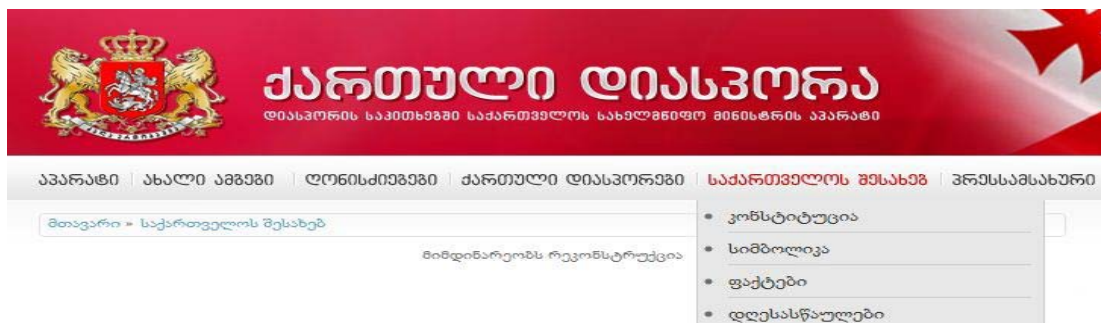 ქართული დიასპორა
დიასპორის საკითხებში საქართველოს სახელმწიფო მინისტრის აპარატი
აპარატი ახალი ამბები ღონისძიებები ქართული დიასპორები საქართველოს შესახებ პრესსამსახური
მთავარი » საქართველოს შესახებ
მიმდინარეობს რეკონსტრუქცია
• კონსტიტუცია
• სიმბოლიკა
• ფაქტები
• დღესასწაულები